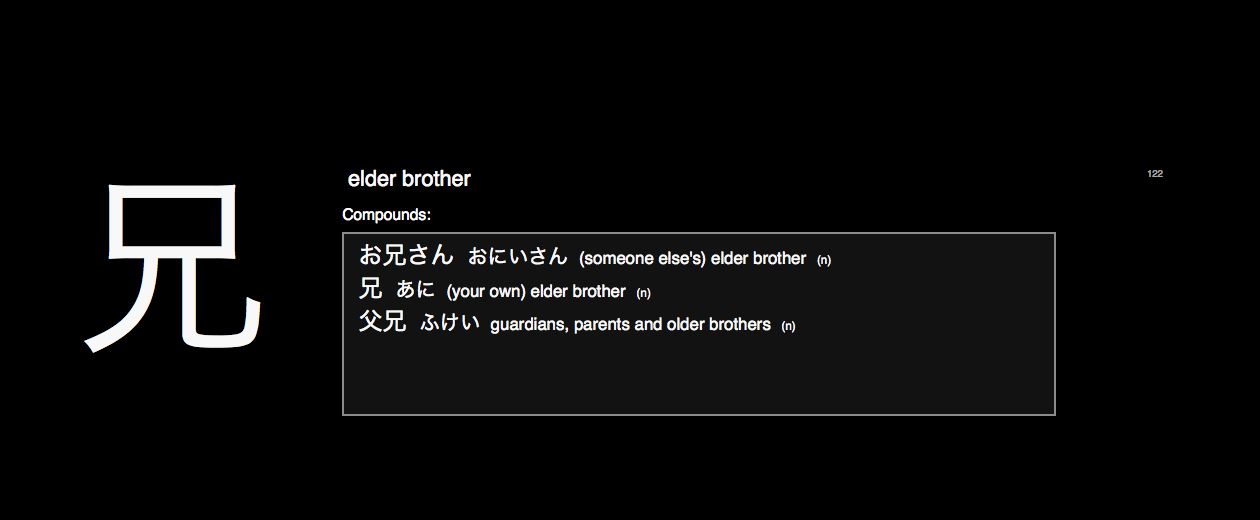 兄
elder brother
122
Compounds:
お兄さん おにいさん (someone else's) elder brother (n)
兄 あに (your own) elder brother (n)
父兄 ふけい guardians, parents and older brothers (n)